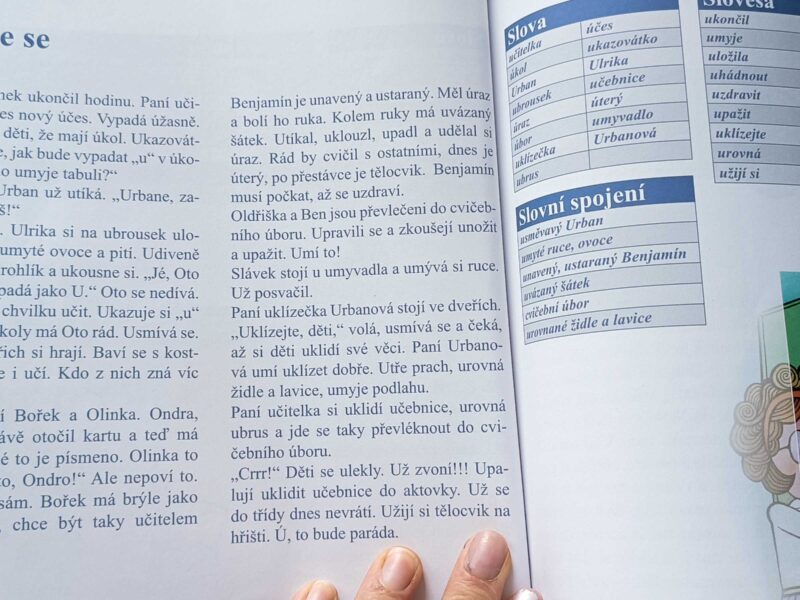 e se
nek ukončil hodinu. Paní uči-
es nový účes. Vypadá úžasně.
děti, že mají úkol. Ukazovát-
e, jak bude vypadat „u“ v úko-
o umyje tabuli?“
Urban už utíká. „Urbane, za-
š!“
. Ulrika si na ubrousek ulo-
umyté ovoce a pití. Udiveně
rohlík a ukousne si. „Jé, Oto
padá jako U.“ Oto se nedívá.
chvilku učit. Ukazuje si „u“
koly má Oto rád. Usmívá se.
řich si hrají. Baví se s kost-
e i učí. Kdo z nich zná víc
í Bořek a Olinka. Ondra,
ávě otočil kartu a teď má
é to je písmeno. Olinka to
to, Ondro!“ Ale nepoví to.
sám. Bořek má brýle jako
, chce být taky učitelem
Benjamín je unavený a ustaraný. Měl úraz
a bolí ho ruka. Kolem ruky má uvázaný
šátek. Utíkal, uklouzl, upadl a udělal si
úraz. Rád by cvičil s ostatními, dnes je
úterý, po přestávce je tělocvik. Benjamín
musí počkat, až se uzdraví.
Oldřiška a Ben jsou převlečeni do cvičeb-
ního úboru. Upravili se a zkoušejí unožit
a upažit. Umí to!
Slávek stojí u umyvadla a umývá si ruce.
Už posvačil.
Paní uklízečka Urbanová stojí ve dveřích.
„Uklízejte, děti,“ volá, usmívá se a čeká,
až si děti uklidí své věci. Paní Urbano-
vá umí uklízet dobře. Utře prach, urovná
židle a lavice, umyje podlahu.
Paní učitelka si uklidí učebnice, urovná
ubrus a jde se taky převléknout do cvi-
čebního úboru.
„Crrr!“ Děti se ulekly. Už zvoní!!! Upa-
lují uklidit učebnice do aktovky. Už se
do třídy dnes nevrátí. Užijí si tělocvik na
hřišti. Ú, to bude paráda.
Slova
učitelka účes
úkol ukazovátko
Urban Ulrika
ubrousek učebnice
úraz úterý
úbor umyvadlo
uklízečka Urbanová
ubrus
Slovesa
ukončil
umyje
uložila
uhádnout
uzdravit
upažit
uklízejte
urovná
užijí si
Slovní spojení
usměvavý Urban
umyté ruce, ovoce
unavený, ustaraný Benjamín
uvázaný šátek
cvičební úbor
urovnané židle a lavice